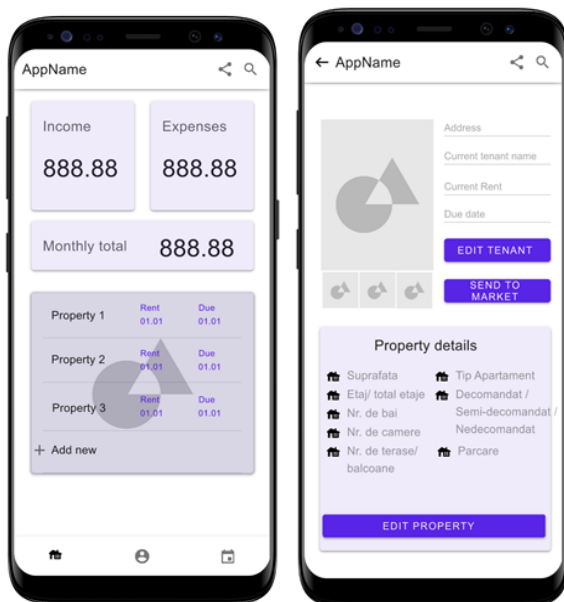 AppName
Income
Expenses
888.88
888.88
Monthly total 888.88
Property 1 Rent Due
01.01 01.01
Property 2 Rent Due
01.01 01.01
Property 3 Rent Due
01.01 01.01
+ Add new
AppName
Address
Current tenant name
Current Rent
Due date
EDIT TENANT
SEND TO
MARKET
Property details
Suprafata
Etaj/ total etaje
Nr. de bai
Nr. de camere
Nr. de terase/
balcoane
Tip Apartament
Decomandat /
Semi-decomandat /
Nedecomandat
Parcare
EDIT PROPERTY